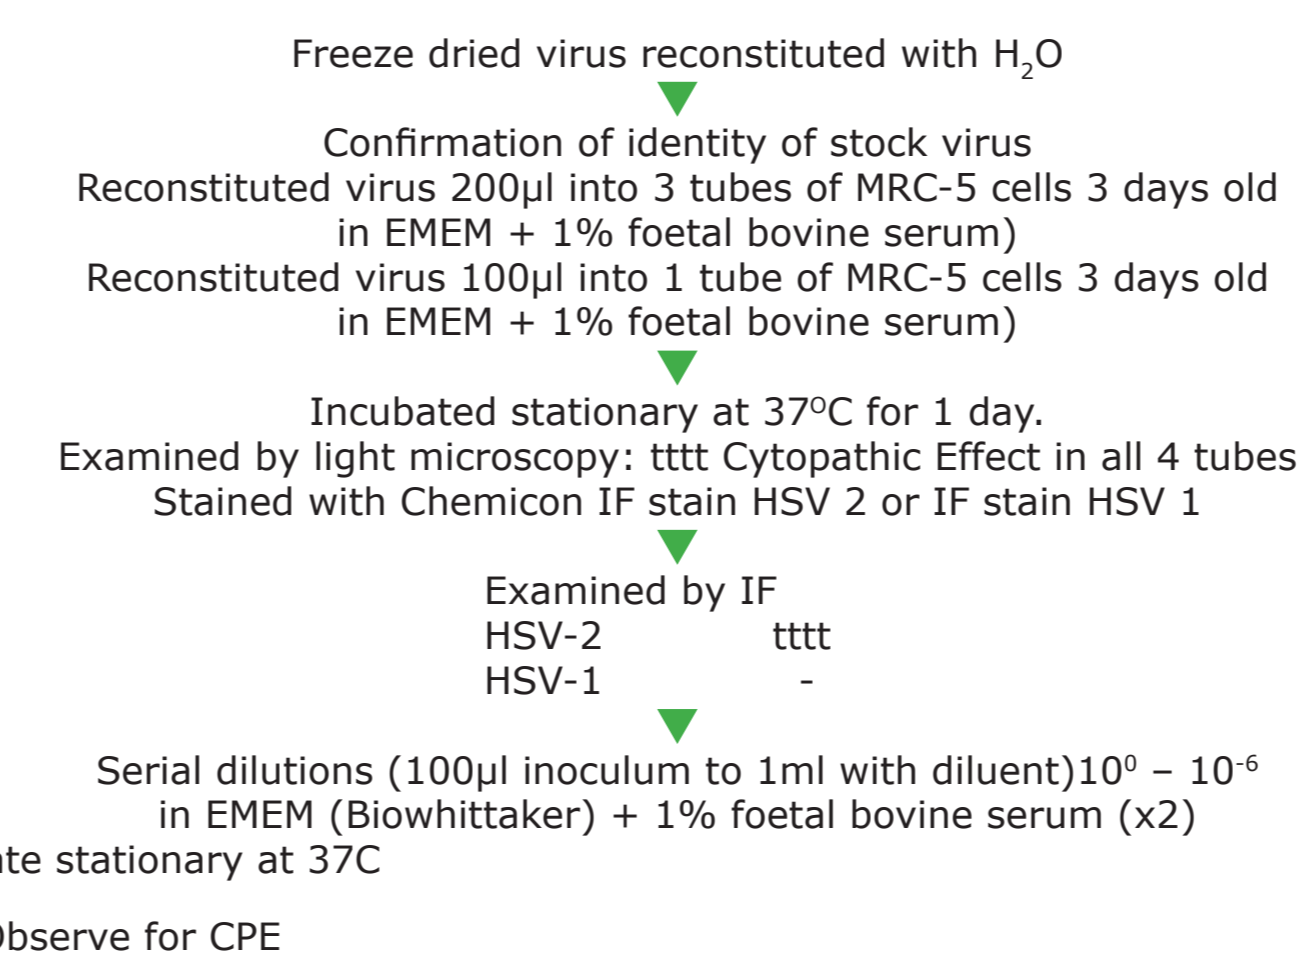 Freeze dried virus reconstituted with H₂O
Confirmation of identity of stock virus
Reconstituted virus 200µl into 3 tubes of MRC-5 cells 3 days old
in EMEM + 1% foetal bovine serum)
Reconstituted virus 100µl into 1 tube of MRC-5 cells 3 days old
in EMEM + 1% foetal bovine serum)
Incubated stationary at 37ᴼC for 1 day.
Examined by light microscopy: tttt Cytopathic Effect in all 4 tubes
Stained with Chemicon IF stain HSV 2 or IF stain HSV 1
Examined by IF
HSV-2 tttt
HSV-1 -
Serial dilutions (100µl inoculum to 1ml with diluent)10⁰ – 10⁻⁶
in EMEM (Biowhittaker) + 1% foetal bovine serum (x2)
stationary at 37C
Observe for CPE